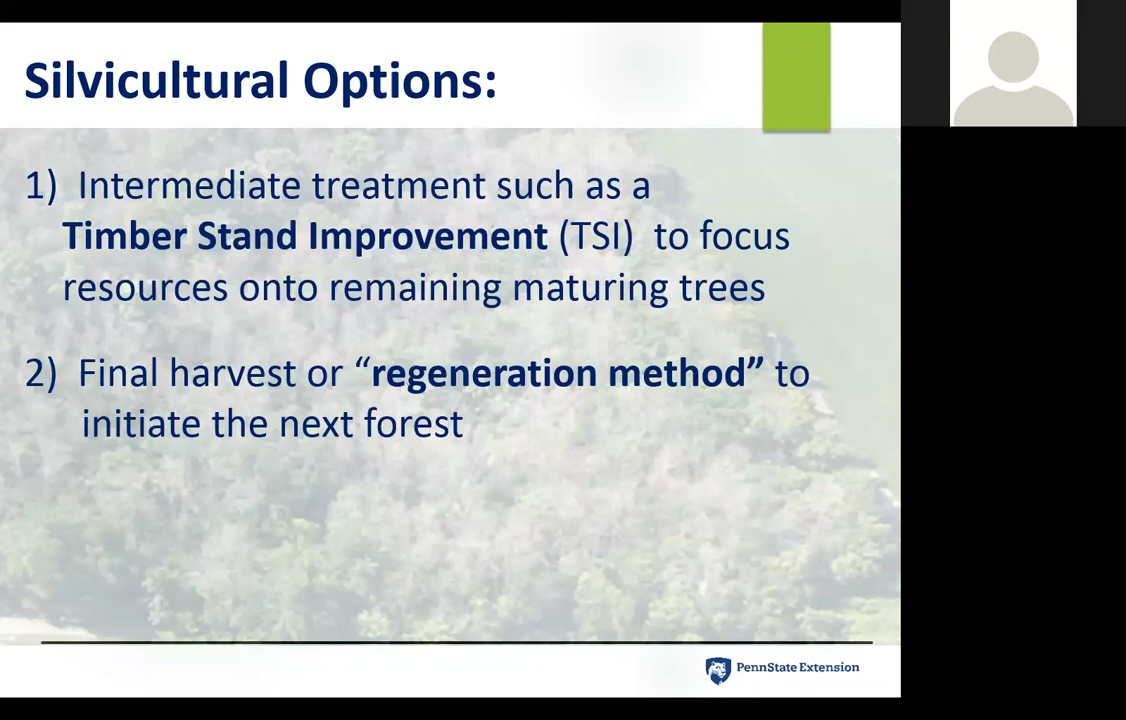 Silvicultural Options:
1) Intermediate treatment such as a
Timber Stand Improvement (TSI) to focus
resources onto remaining maturing trees
2) Final harvest or “regeneration method” to
initiate the next forest
PennState Extension